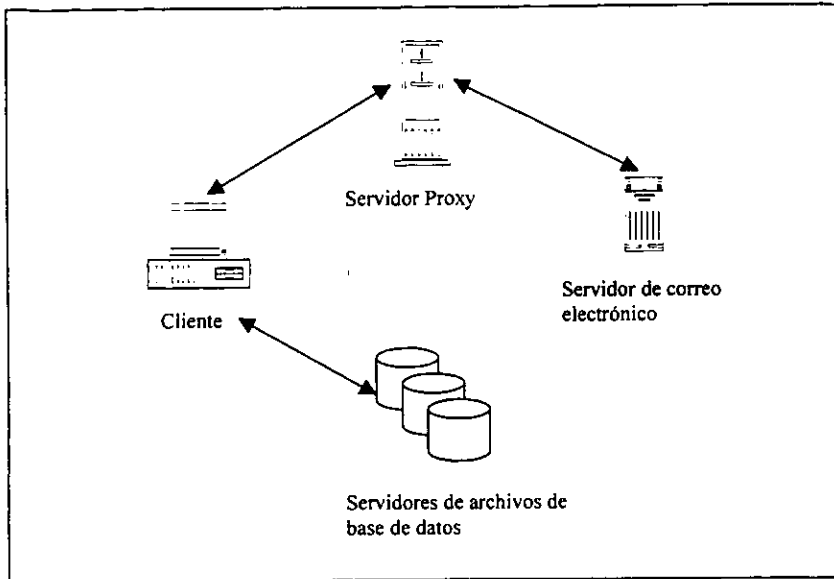 Servidor Proxy
Cliente
Servidor de correo
electrónico
Servidores de archivos de
base de datos